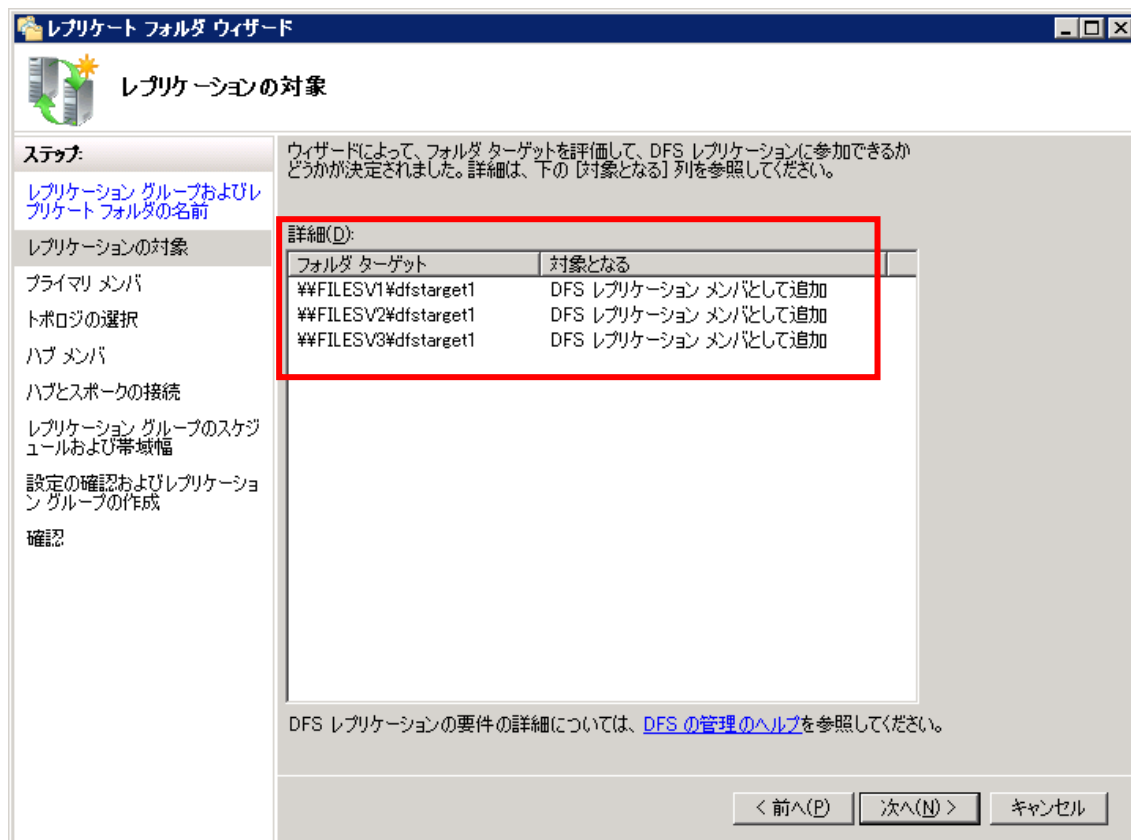 レプリケート フォルダ ウィザード
レプリケーションの対象
ステップ:
レプリケーション グループおよびレ
プリケート フォルダの名前
レプリケーションの対象
プライマリ メンバ
トポロジの選択
ハブ メンバ
ハブとスポークの接続
レプリケーション グループのスケジ
ュールおよび帯域幅
設定の確認およびレプリケーショ
ン グループの作成
確認
ウィザードによって、フォルダ ターゲットを評価して、DFS レプリケーションに参加できるか
どうかが決定されました。詳細は、下の [対象となる] 列を参照してください。
詳細(D):
フォルダ ターゲット 対象となる
¥¥FILESV1¥dfstarget1 DFS レプリケーション メンバとして追加
¥¥FILESV2¥dfstarget1 DFS レプリケーション メンバとして追加
¥¥FILESV3¥dfstarget1 DFS レプリケーション メンバとして追加
DFS レプリケーションの要件の詳細については、DFS の管理のヘルプを参照してください。
< 前へ(P) 次へ(N) > キャンセル